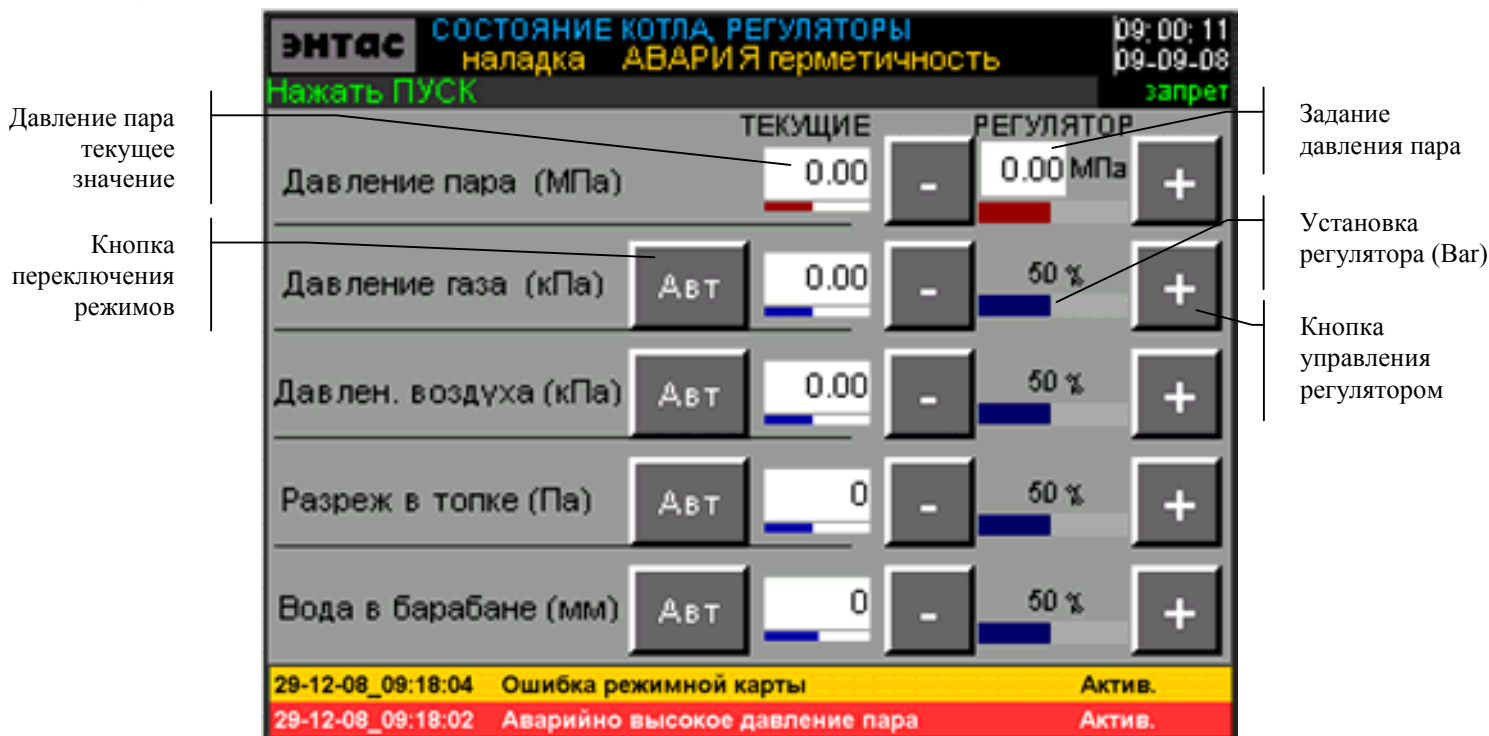 энтас
СОСТОЯНИЕ КОТЛА, РЕГУЛЯТОРЫ
09:00:11
наладка АВАРИЯ герметичность
09-09-08
Нажать ПУСК
запрет
Давление пара
текущее
значение
Кнопка
переключения
режимов
ТЕКУЩИЕ РЕГУЛЯТОР
Давление пара (МПа) 0.00 - 0.00 МПа +
Давление газа (кПа) Авт 0.00 - 50 % +
Давлен. воздуха (кПа) Авт 0.00 - 50 % +
Разреж в топке (Па) Авт 0 - 50 % +
Вода в барабане (мм) Авт 0 - 50 % +
29-12-08_09:18:04 Ошибка режимной карты Актив.
29-12-08_09:18:02 Аварийно высокое давление пара Актив.
Задание
давления пара
Установка
регулятора (Bar)
Кнопка
управления
регулятором